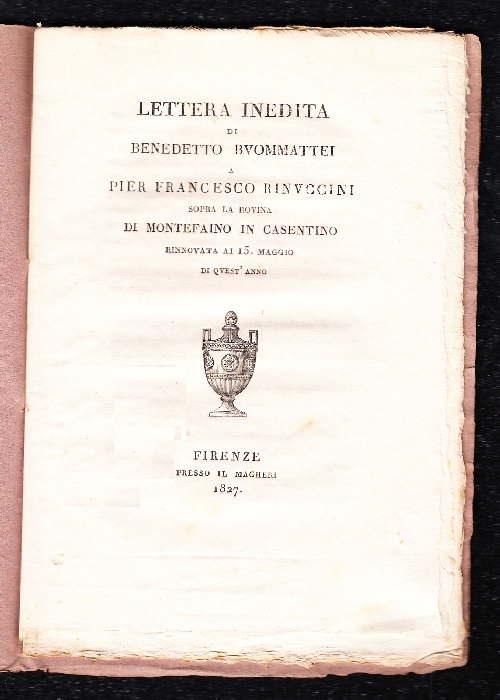 LETTERA INEDITA
DI
BENEDETTO BVOMMATTEI
A
PIER FRANCESCO RINVCCINI
SOPRA LA ROVINA
DI MONTEFAINO IN CASENTINO
RINNOVATA AI 15. MAGGIO
DI QVEST' ANNO
FIRENZE
PRESSO IL MAGHERI
1827.